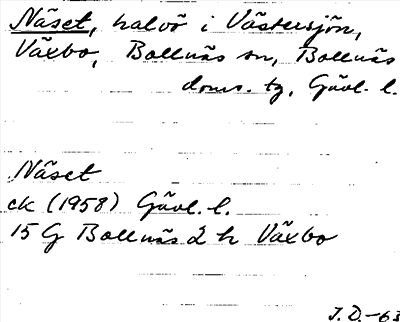 Näset, halvö i Västersjön,
Växbo, Bollnäs sn, Bollnäs
doms. tg, Gävl. l.
Näset
ek (1958) Gävl. l.
15 G Bollnäs 2 h Växbo
J.D.-63